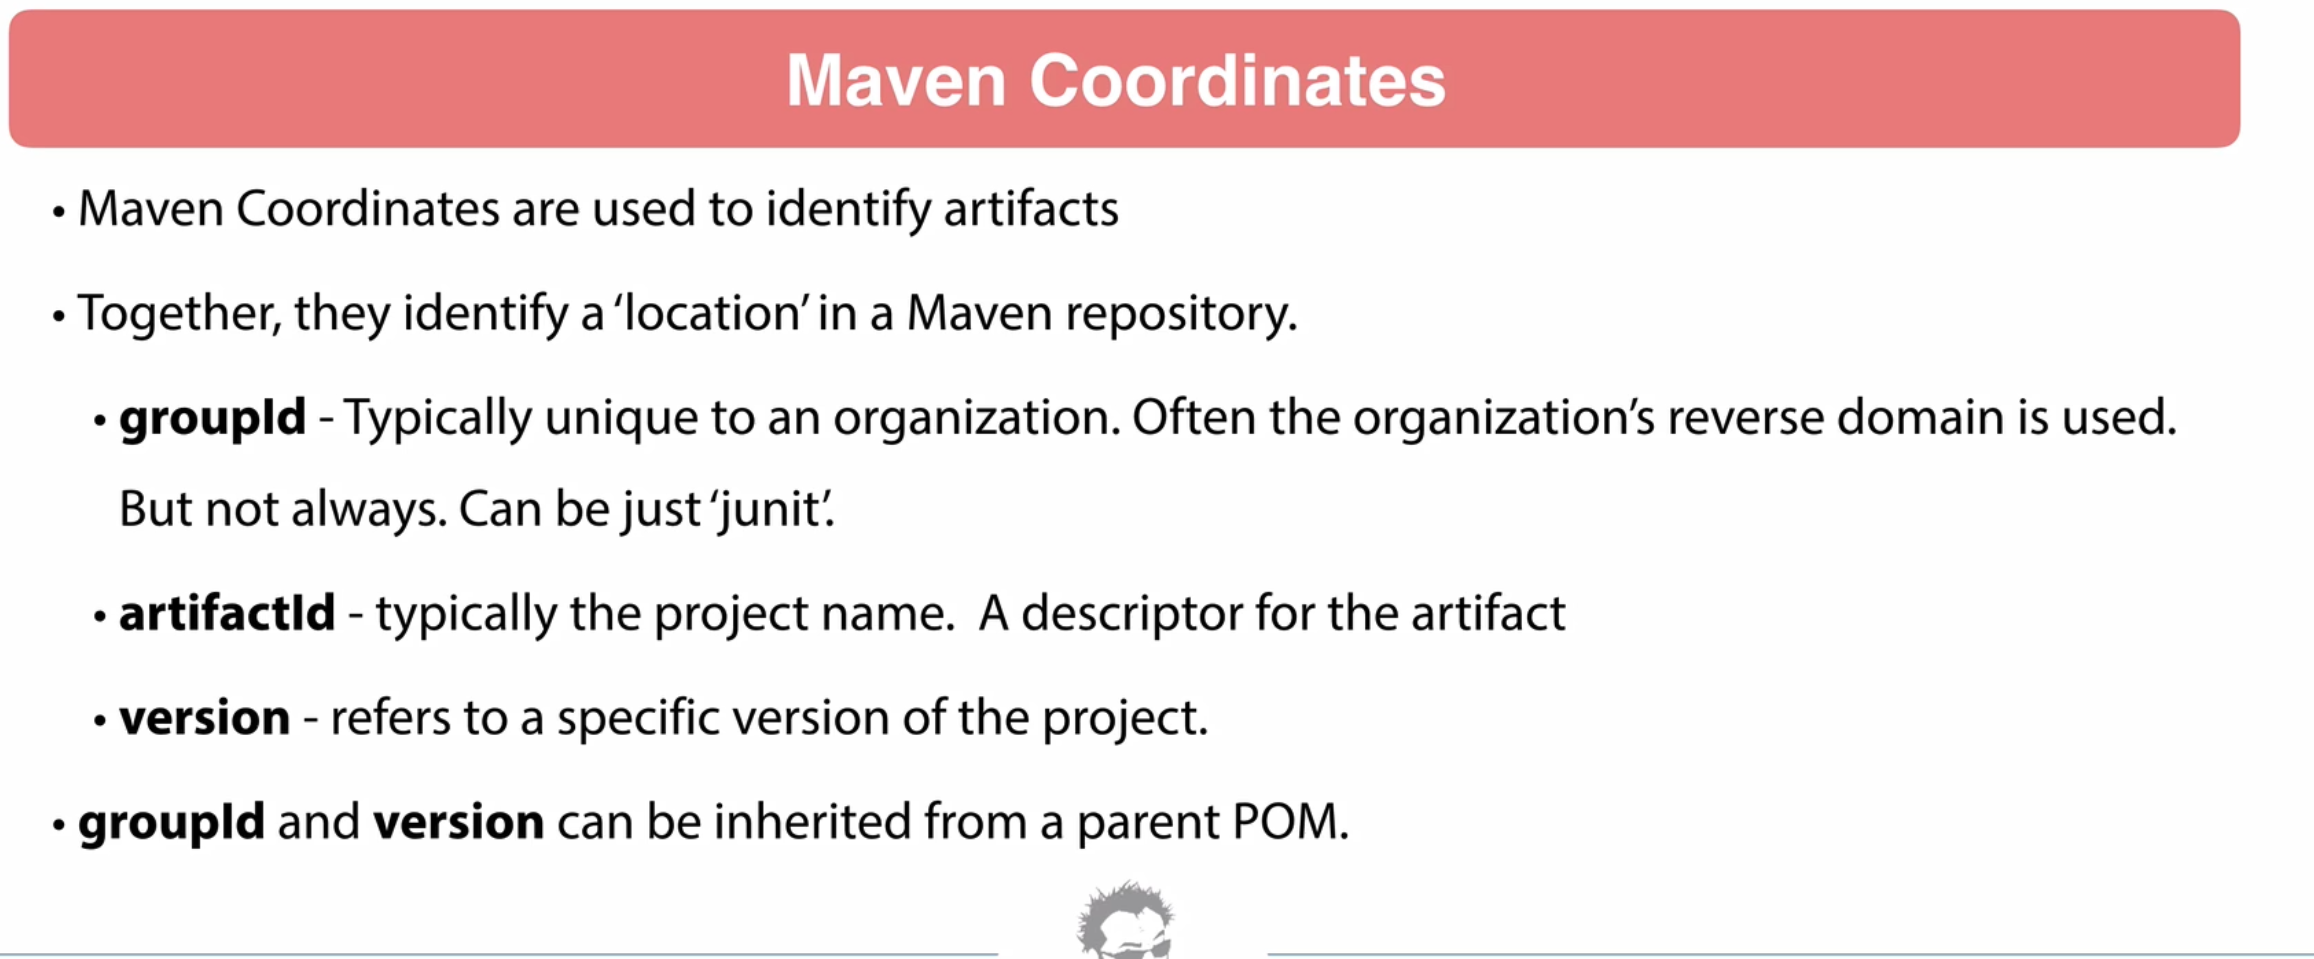 Maven Coordinates
• Maven Coordinates are used to identify artifacts
• Together, they identify a ‘location’ in a Maven repository.
• groupId - Typically unique to an organization. Often the organization’s reverse domain is used.
But not always. Can be just ‘junit’.
• artifactId - typically the project name.  A descriptor for the artifact
• version - refers to a specific version of the project.
• groupId and version can be inherited from a parent POM.